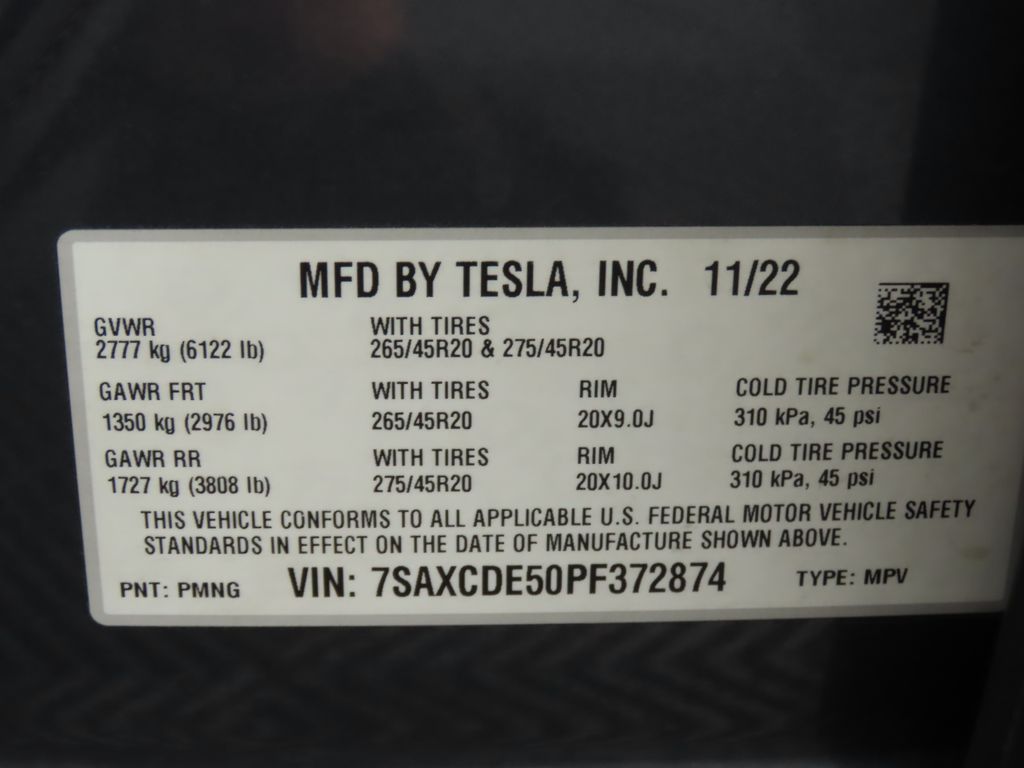 MFD BY TESLA, INC. 11/22
GVWR WITH TIRES
2777 kg (6122 lb) 265/45R20 & 275/45R20
GAWR FRT WITH TIRES RIM COLD TIRE PRESSURE
1350 kg (2976 lb) 265/45R20 20X9.0J 310 kPa, 45 psi
GAWR RR WITH TIRES RIM COLD TIRE PRESSURE
1727 kg (3808 lb) 275/45R20 20X10.0J 310 kPa, 45 psi
THIS VEHICLE CONFORMS TO ALL APPLICABLE U.S. FEDERAL MOTOR VEHICLE SAFETY
STANDARDS IN EFFECT ON THE DATE OF MANUFACTURE SHOWN ABOVE.
PNT: PMNG VIN: 7SAXCDE50PF372874 TYPE: MPV